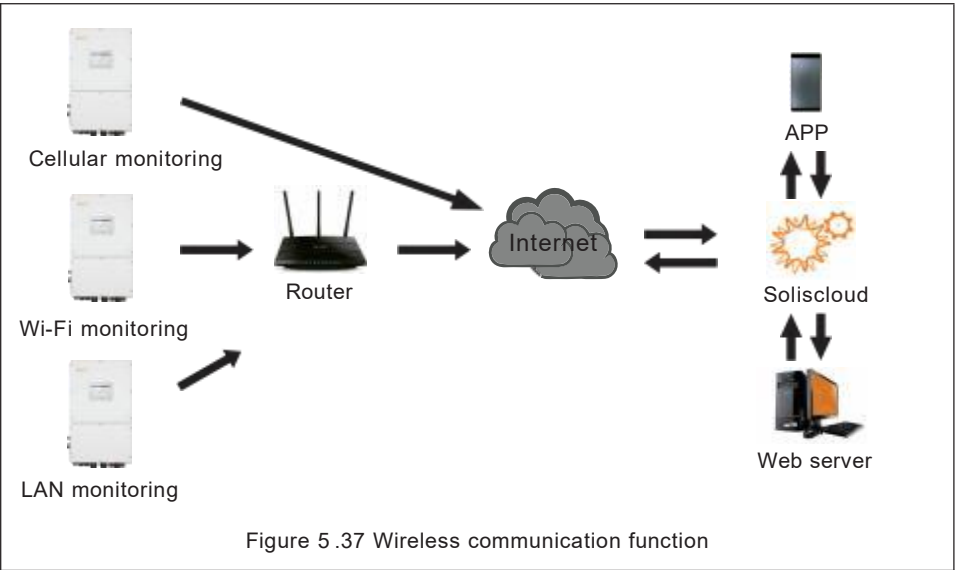 Cellular monitoring
Wi-Fi monitoring
LAN monitoring
Router
Internet
APP
Soliscloud
Web server
Figure 5 .37 Wireless communication function